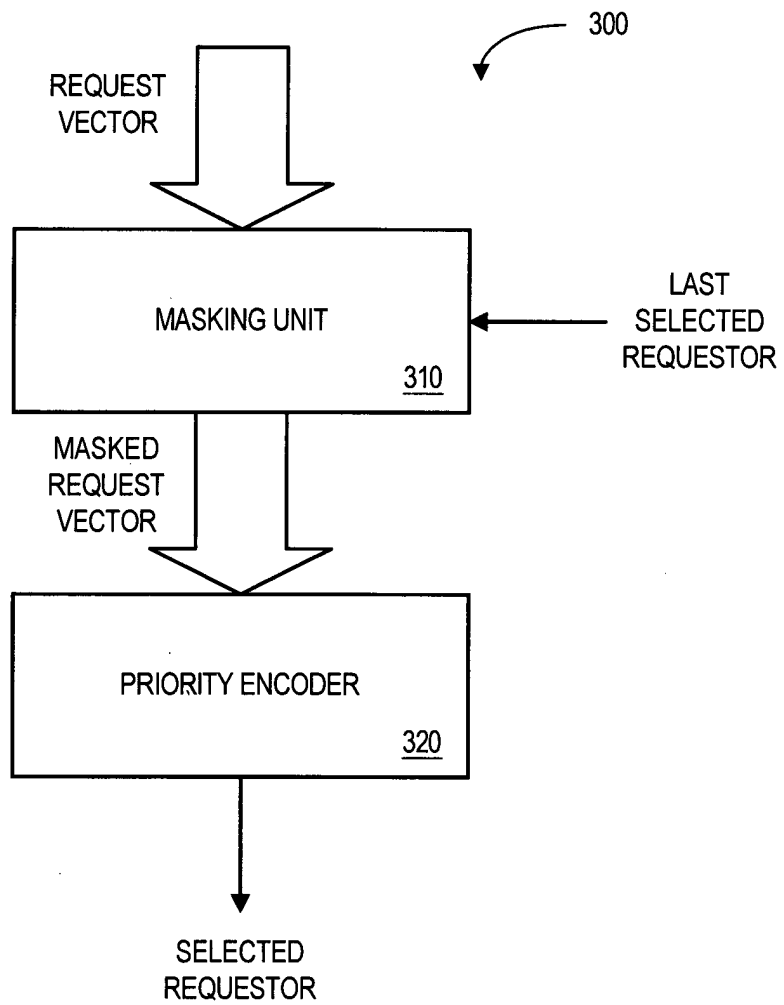 300
REQUEST
VECTOR
MASKING UNIT
310
LAST
SELECTED
REQUESTOR
MASKED
REQUEST
VECTOR
PRIORITY ENCODER
320
SELECTED
REQUESTOR